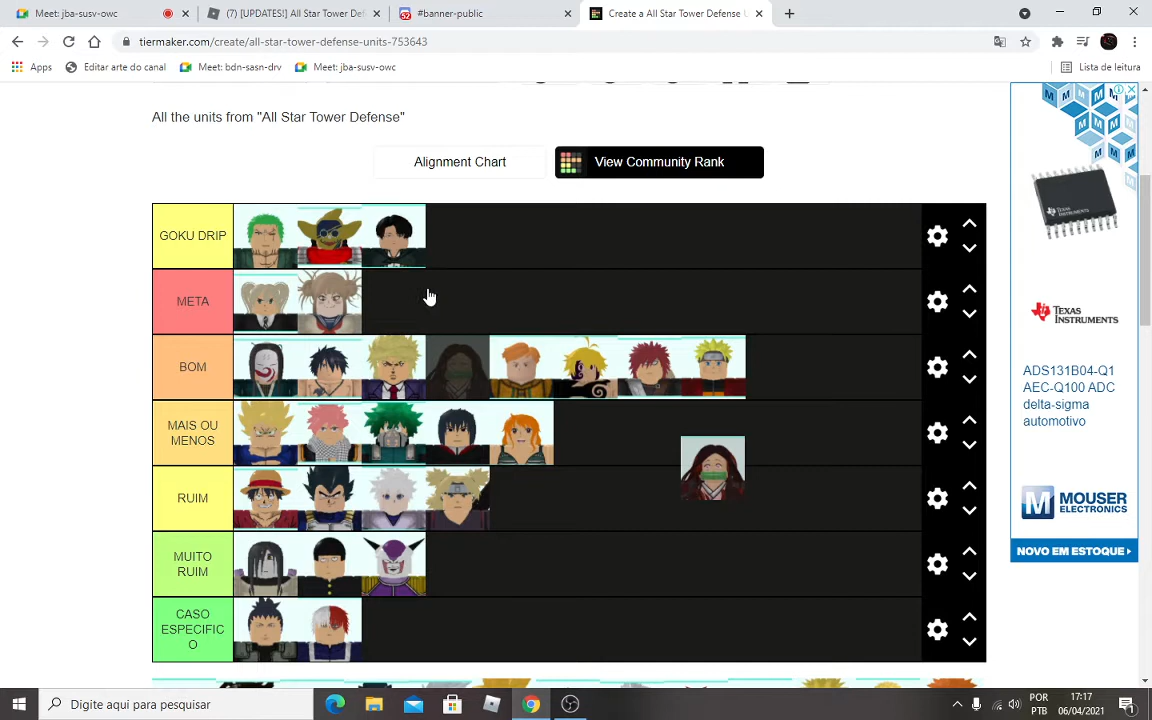 Meet: jba-susv-owc
(7) [UPDATES!] All Star Tower Def
#banner-public
Create a All Star Tower Defense U
tiermaker.com/create/all-star-tower-defense-units-753643
Apps
Editar arte do canal
Meet: bdn-sasn-drv
Meet: jba-susv-owc
Lista de leitura
All the units from "All Star Tower Defense"
Alignment Chart
View Community Rank
GOKU DRIP
META
BOM
MAIS OU
MENOS
RUIM
MUITO
RUIM
CASO
ESPECIFIC
O
TEXAS
INSTRUMENTS
TEXAS
INSTRUMENTS
ADS131B04-Q1
AEC-Q100 ADC
delta-sigma
automotivo
MOUSER
ELECTRONICS
NOVO EM ESTOQUE
Digite aqui para pesquisar
POR
PTB
17:17
06/04/2021
1